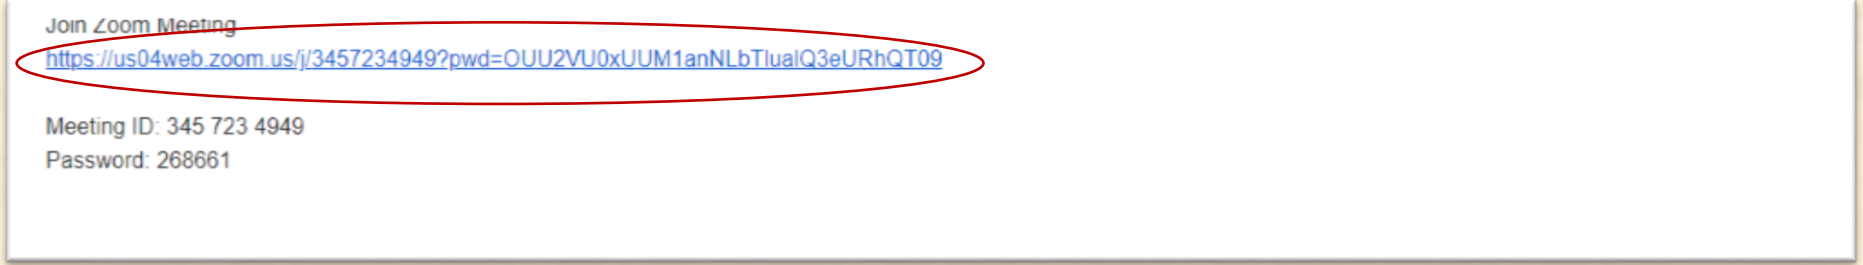 Join Zoom Meeting
https://us04web.zoom.us/j/3457234949?pwd=OUU2VU0xUUM1anNLbTlualQ3eURhQT09
Meeting ID: 345 723 4949
Password: 268661